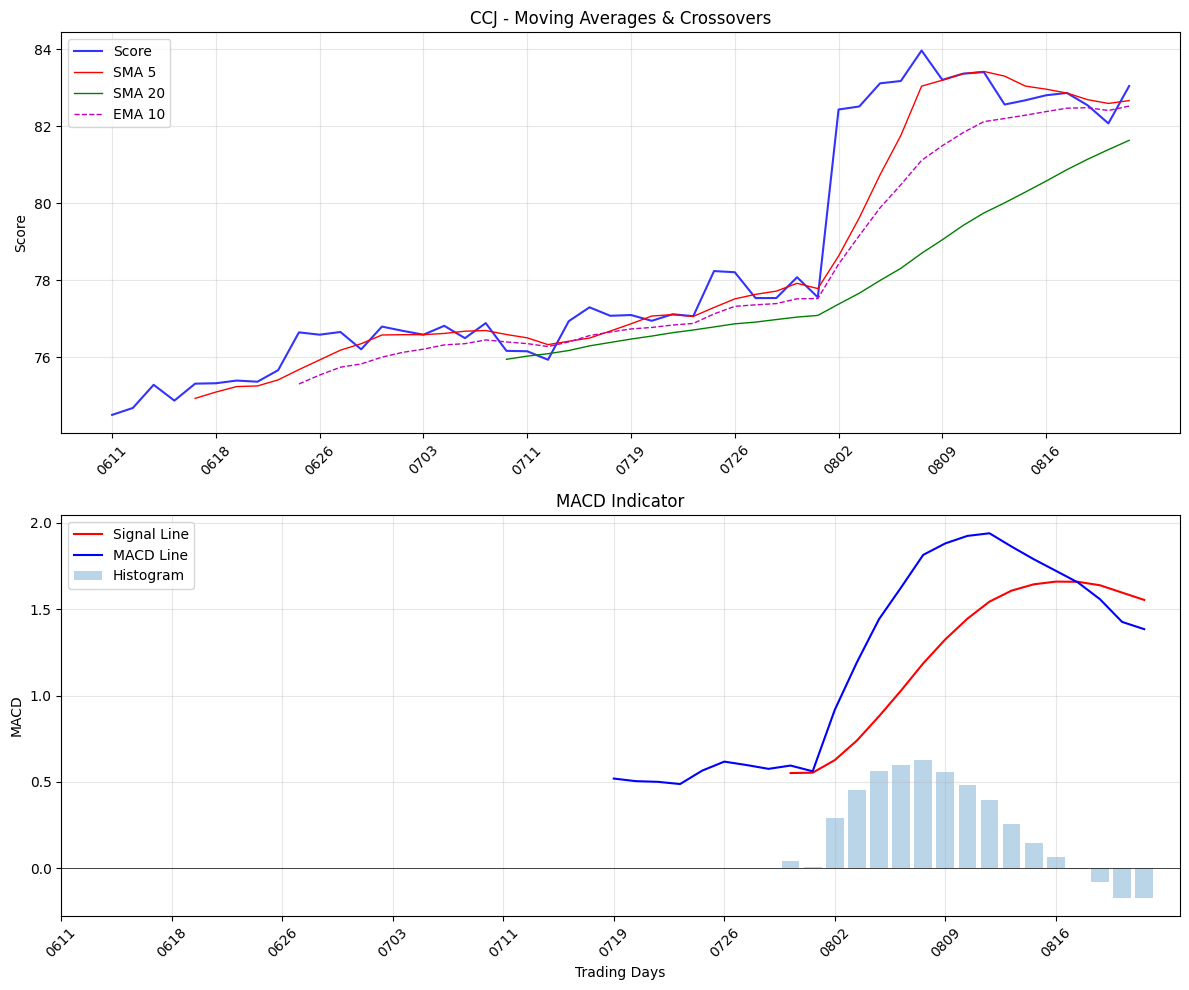 CCJ - Moving Averages & Crossovers
Score
SMA 5
SMA 20
EMA 10
Score
84
82
80
78
76
0611
0618
0626
0703
0711
0719
0726
0802
0809
0816
MACD Indicator
Signal Line
MACD Line
Histogram
MACD
2.0
1.5
1.0
0.5
0.0
0611
0618
0626
0703
0711
0719
0726
0802
0809
0816
Trading Days